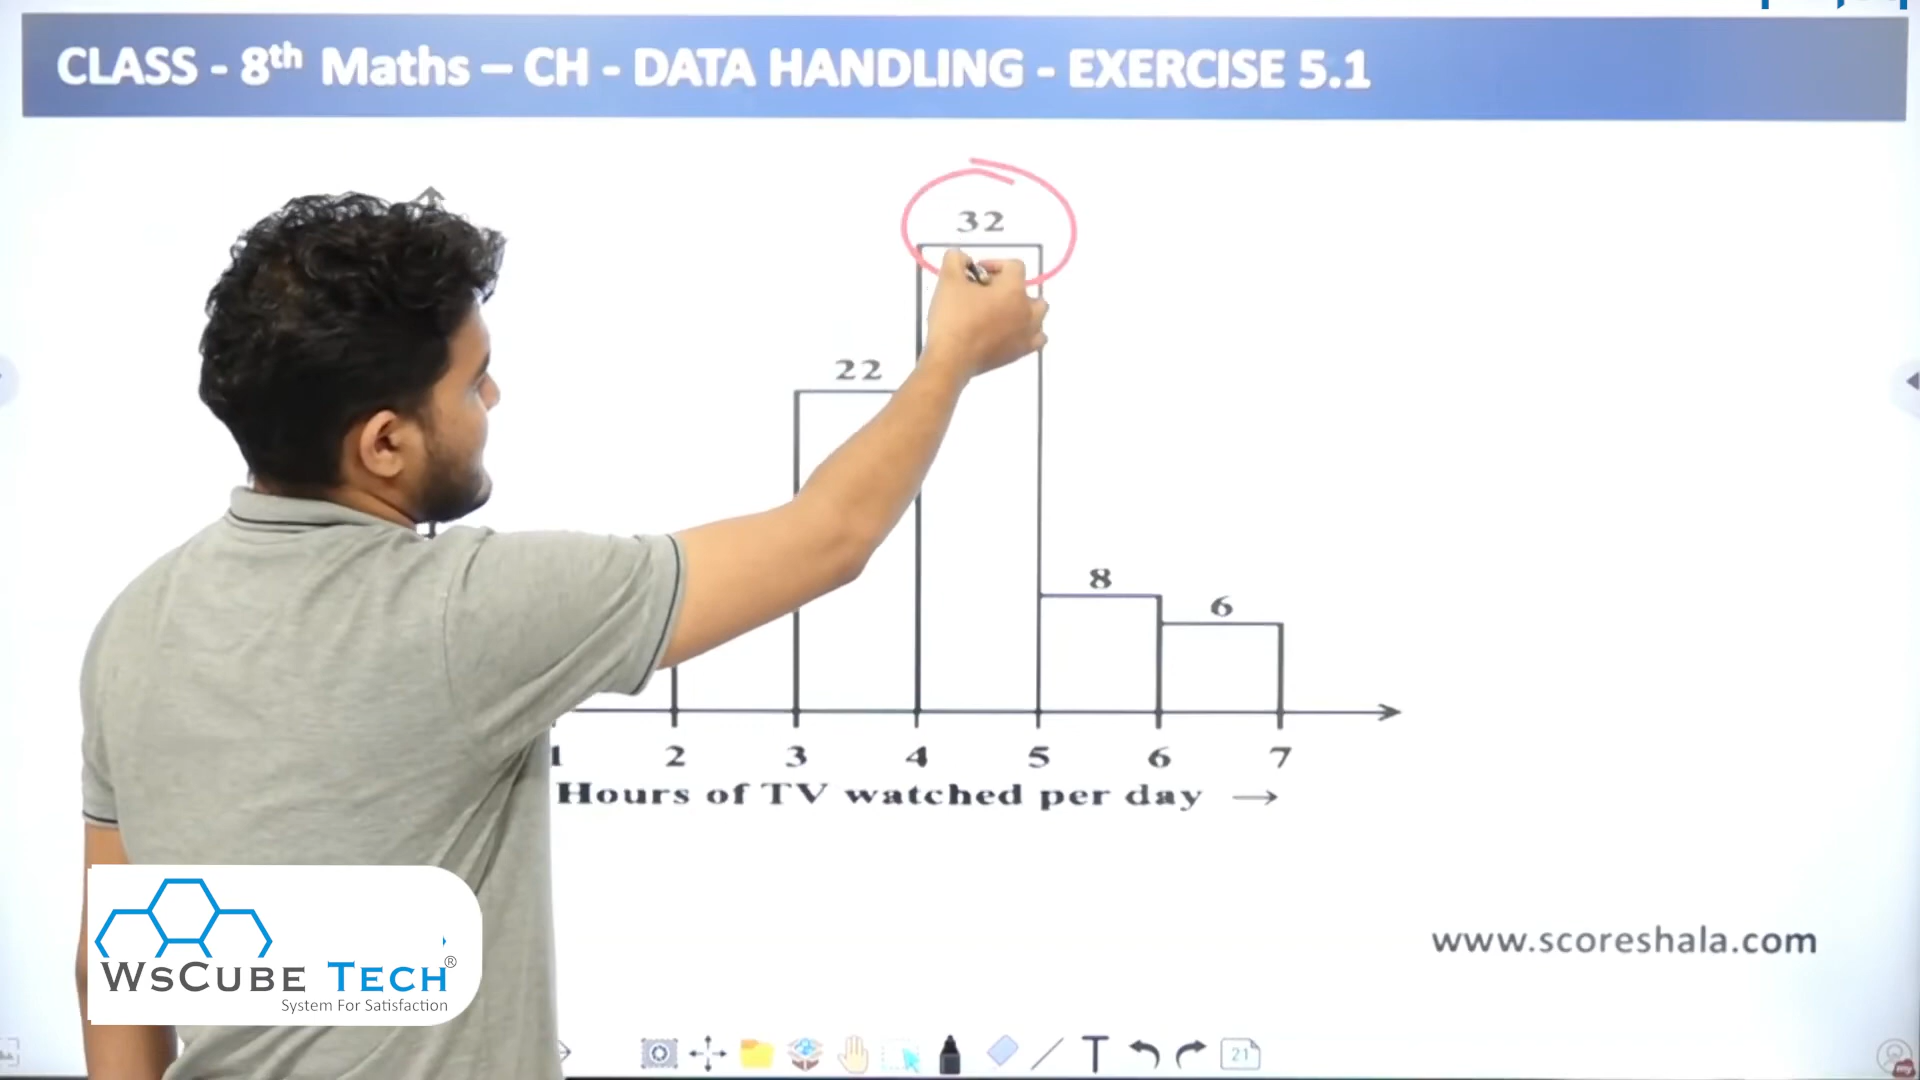 CLASS - 8th Maths – CH - DATA HANDLING - EXERCISE 5.1
32
22
8
6
1 2 3 4 5 6 7
Hours of TV watched per day →
www.scoreshala.com
WSCUBE TECH®
System For Satisfaction
T 21